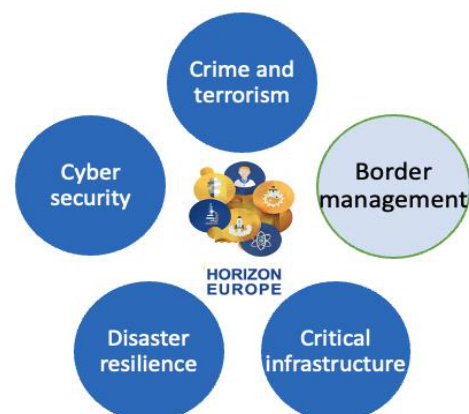 Crime and
terrorism
Cyber
security
Border
management
HORIZON
EUROPE
Disaster
resilience
Critical
infrastructure